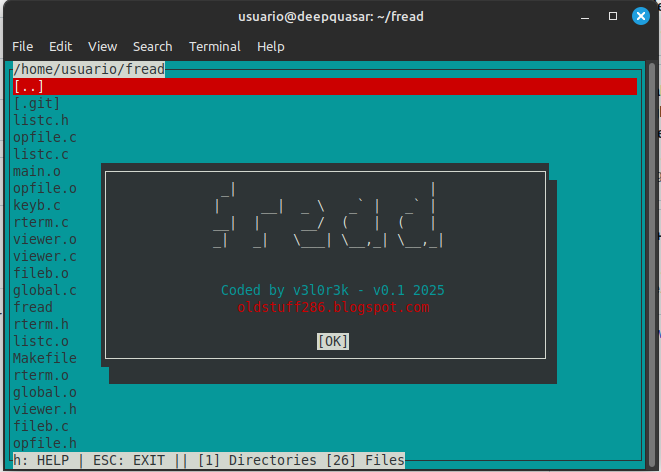 usuario@deepquasar: ~/fread
File Edit View Search Terminal Help
/home/usuario/fread
[..]
[.git]
listc.h
opfile.c
listc.c
main.o
opfile.o
keyb.c
rterm.c
viewer.o
viewer.c
fileb.o
global.c
fread
rterm.h
listc.o
Makefile
rterm.o
global.o
viewer.h
fileb.c
opfile.h
fread
Coded by v3l0r3k - v0.1 2025
oldstuff286.blogspot.com
[OK]
h: HELP | ESC: EXIT || [1] Directories [26] Files